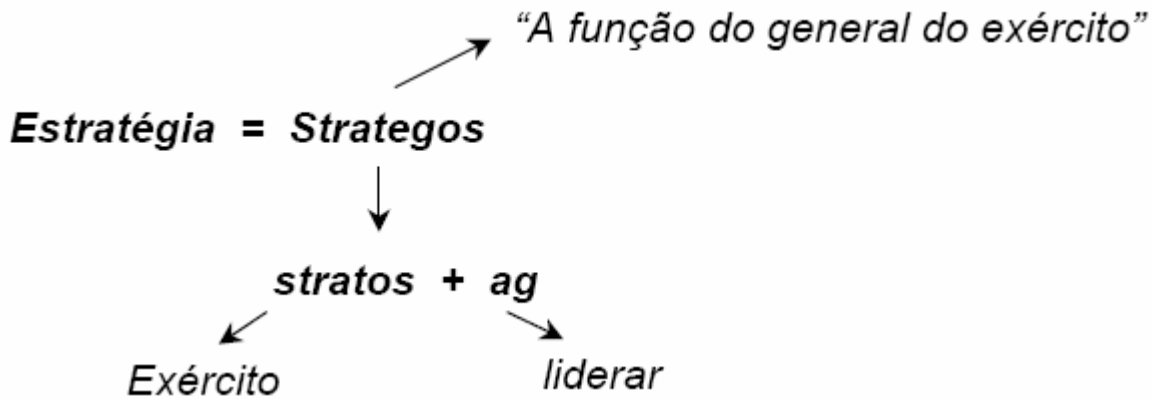 “A função do general do exército”
Estratégia = Strategos
stratos + ag
Exército liderar